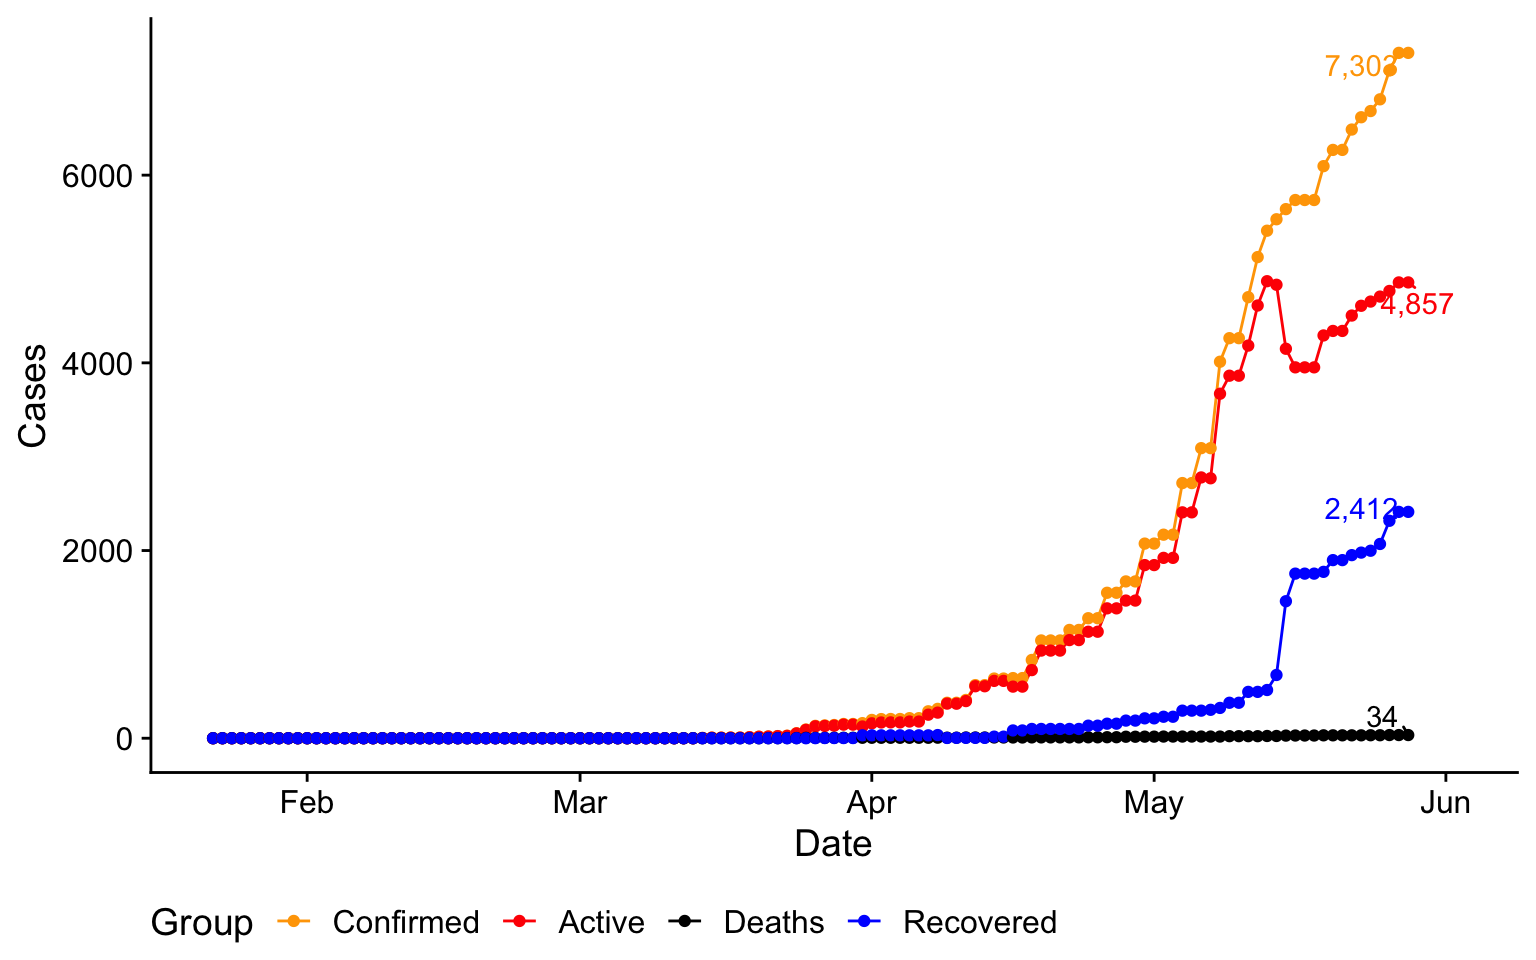 7,303
6000
4,857
4000
Cases
2,412
2000
34
0
Feb Mar Apr May Jun
Date
Group Confirmed Active Deaths Recovered